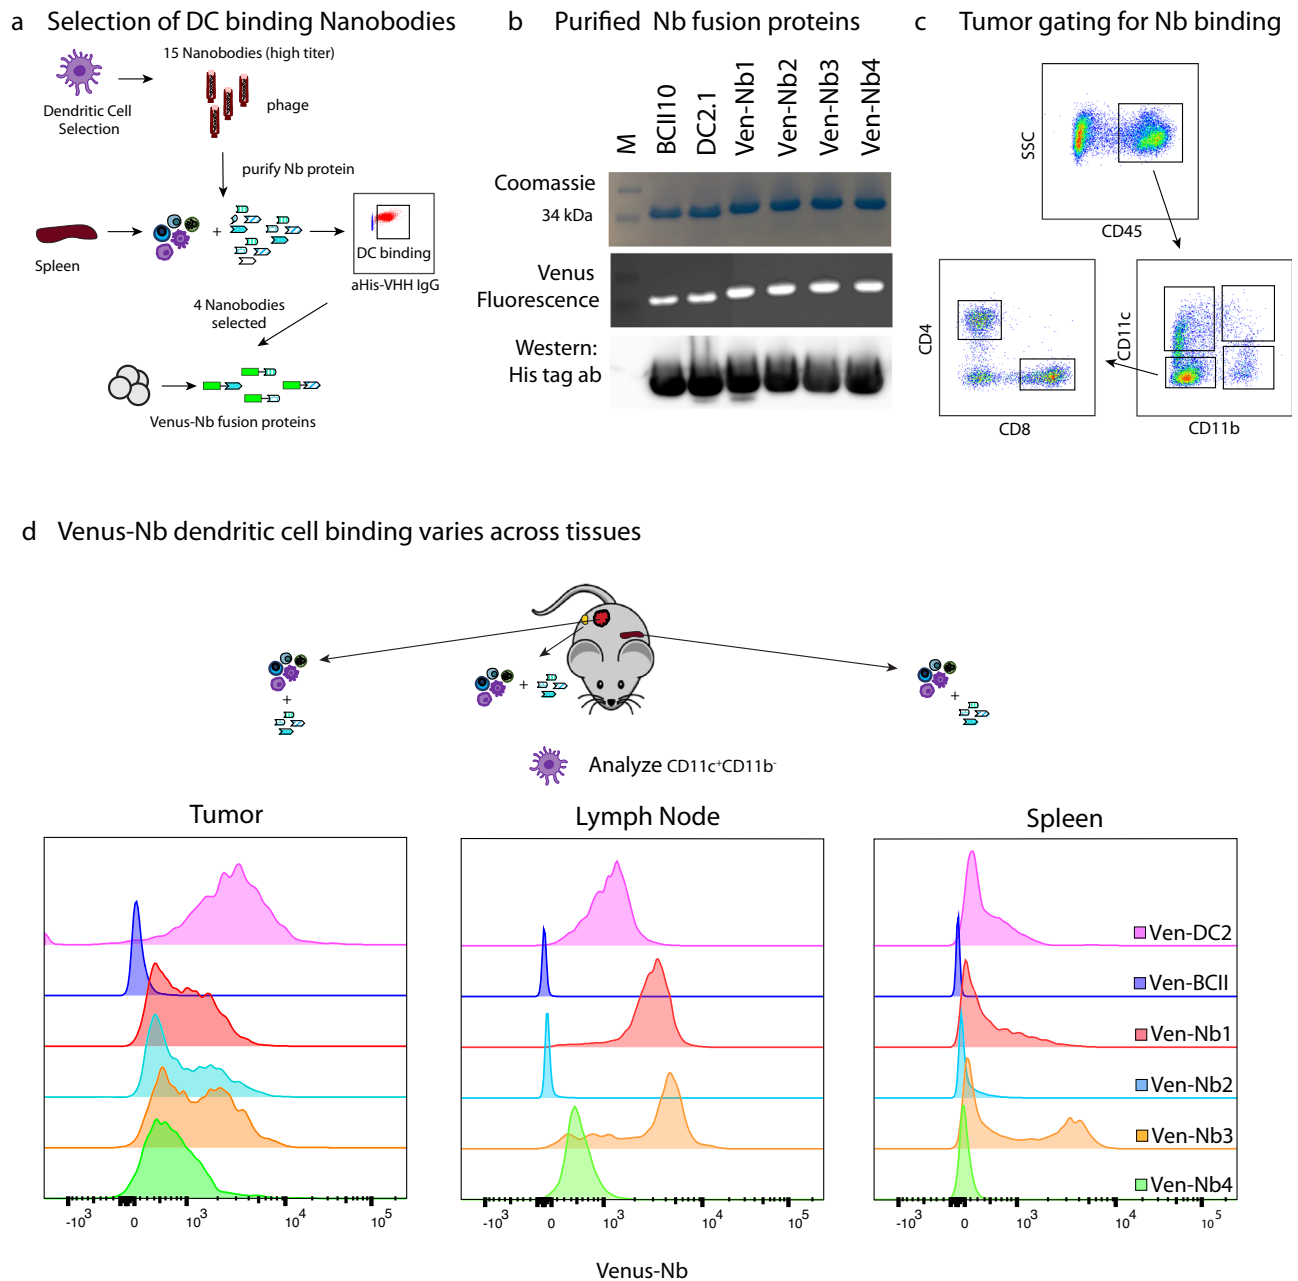 a Selection of DC binding Nanobodies
15 Nanobodies (high titer)
phage
Dendritic Cell
Selection
purify Nb protein
+
Spleen
DC binding
aHis-VHH IgG
4 Nanobodies
selected
Venus-Nb fusion proteins
b Purified Nb fusion proteins
M
BCII10
DC2.1
Ven-Nb1
Ven-Nb2
Ven-Nb3
Ven-Nb4
Coomassie
34 kDa
Venus
Fluorescence
Western:
His tag ab
c Tumor gating for Nb binding
SSC
CD45
CD4
CD8
CD11c
CD11b
d Venus-Nb dendritic cell binding varies across tissues
+
+
+
Analyze CD11c⁺CD11b⁻
Tumor
Lymph Node
Spleen
Ven-DC2
Ven-BCII
Ven-Nb1
Ven-Nb2
Ven-Nb3
Ven-Nb4
-10³ 0 10³ 10⁴ 10⁵
-10³ 0 10³ 10⁴ 10⁵
-10³ 0 10³ 10⁴ 10⁵
Venus-Nb